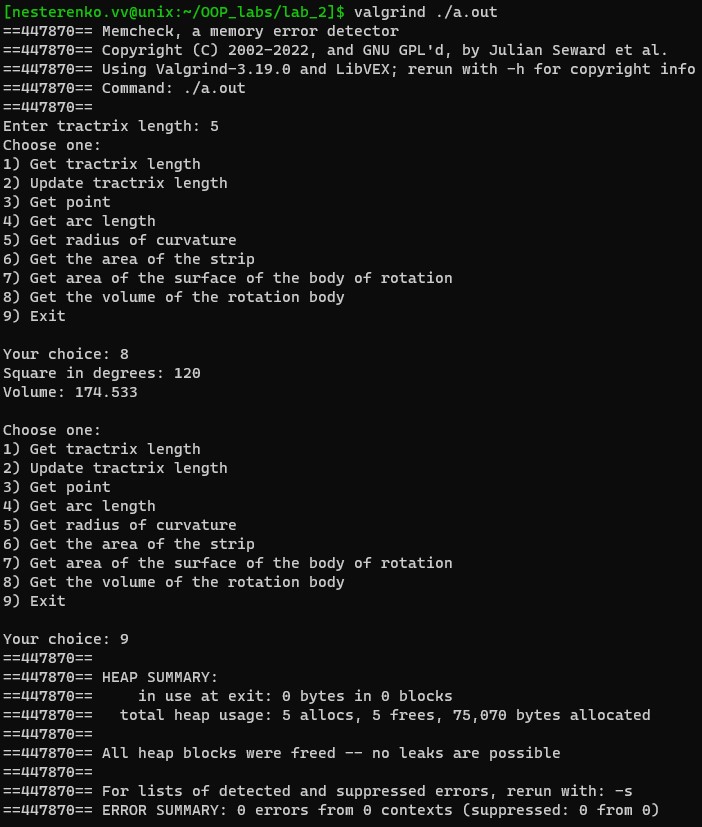 [nesterenko.vv@unix:~/OOP_labs/lab_2]$ valgrind ./a.out
==447870== Memcheck, a memory error detector
==447870== Copyright (C) 2002-2022, and GNU GPL'd, by Julian Seward et al.
==447870== Using Valgrind-3.19.0 and LibVEX; rerun with -h for copyright info
==447870== Command: ./a.out
==447870==
Enter tractrix length: 5
Choose one:
1) Get tractrix length
2) Update tractrix length
3) Get point
4) Get arc length
5) Get radius of curvature
6) Get the area of the strip
7) Get area of the surface of the body of rotation
8) Get the volume of the rotation body
9) Exit

Your choice: 8
Square in degrees: 120
Volume: 174.533

Choose one:
1) Get tractrix length
2) Update tractrix length
3) Get point
4) Get arc length
5) Get radius of curvature
6) Get the area of the strip
7) Get area of the surface of the body of rotation
8) Get the volume of the rotation body
9) Exit

Your choice: 9
==447870==
==447870== HEAP SUMMARY:
==447870==     in use at exit: 0 bytes in 0 blocks
==447870==   total heap usage: 5 allocs, 5 frees, 75,070 bytes allocated
==447870==
==447870== All heap blocks were freed -- no leaks are possible
==447870==
==447870== For lists of detected and suppressed errors, rerun with: -s
==447870== ERROR SUMMARY: 0 errors from 0 contexts (suppressed: 0 from 0)